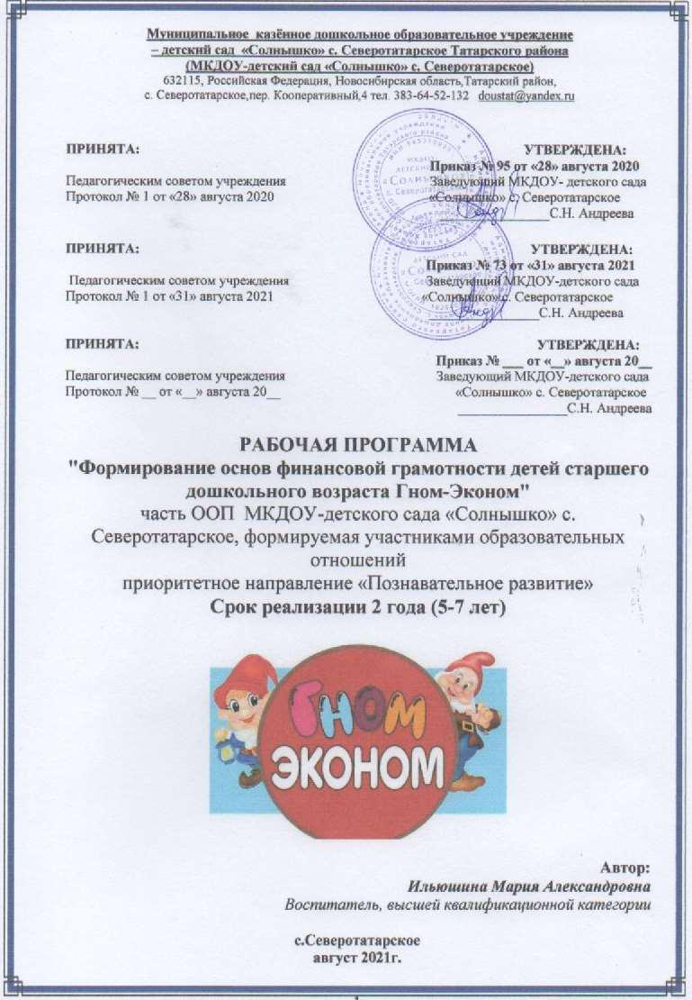 Муниципальное казённое дошкольное образовательное учреждение
– детский сад «Солнышко» с. Северотатарское Татарского района
(МКДОУ-детский сад «Солнышко» с. Северотатарское)
632115, Российская Федерация, Новосибирская область,Татарский район,
с. Северотатарское,пер. Кооперативный,4 тел. 383-64-52-132 doustat@yandex.ru
ПРИНЯТА: УТВЕРЖДЕНА:
Приказ № 95 от «28» августа 2020
Педагогическим советом учреждения Заведующий МКДОУ- детского сада
Протокол № 1 от «28» августа 2020 «Солнышко» с. Северотатарское
______________С.Н. Андреева
ПРИНЯТА: УТВЕРЖДЕНА:
Приказ № 73 от «31» августа 2021
Педагогическим советом учреждения Заведующий МКДОУ-детского сада
Протокол № 1 от «31» августа 2021 «Солнышко» с. Северотатарское
______________С.Н. Андреева
ПРИНЯТА: УТВЕРЖДЕНА:
Приказ № ___ от «__» августа 20__
Педагогическим советом учреждения Заведующий МКДОУ-детского сада
Протокол № __ от «__» августа 20__ «Солнышко» с. Северотатарское
________________С.Н. Андреева
РАБОЧАЯ ПРОГРАММА
"Формирование основ финансовой грамотности детей старшего
дошкольного возраста Гном-Эконом"
часть ООП МКДОУ-детского сада «Солнышко» с.
Северотатарское, формируемая участниками образовательных
отношений
приоритетное направление «Познавательное развитие»
Срок реализации 2 года (5-7 лет)
ГНОМ
ЭКОНОМ
Автор:
Ильюшина Мария Александровна
Воспитатель, высшей квалификационной категории
с.Северотатарское
август 2021г.